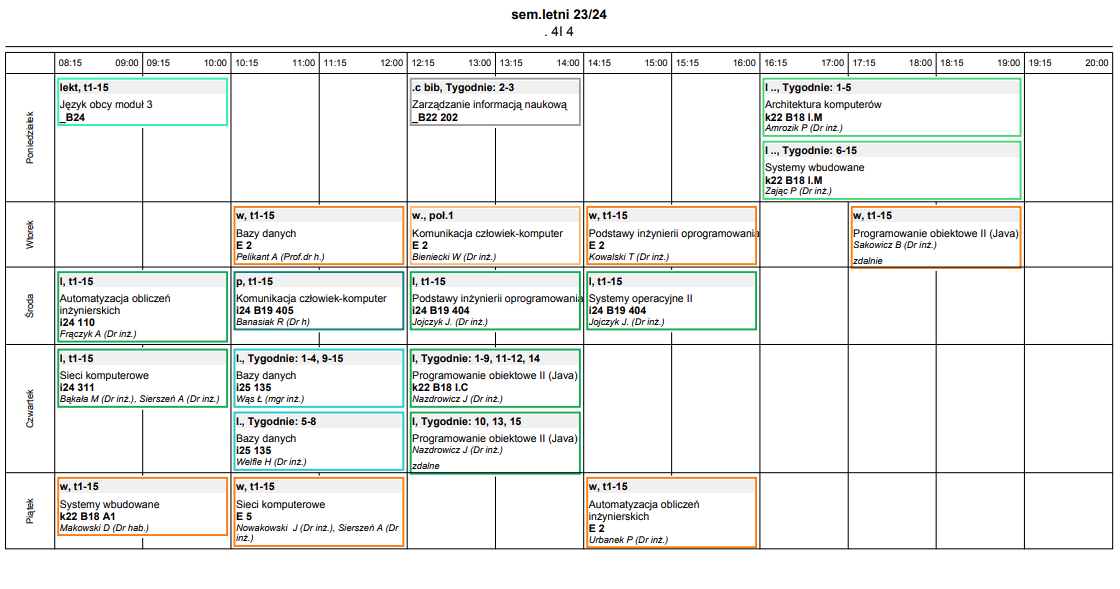 sem.letni 23/24
. 4I 4
08:15 09:00 09:15 10:00 10:15 11:00 11:15 12:00 12:15 13:00 13:15 14:00 14:15 15:00 15:15 16:00 16:15 17:00 17:15 18:00 18:15 19:00 19:15 20:00
Poniedziałek
lekt, t1-15
Język obcy moduł 3
_B24
.c bib, Tygodnie: 2-3
Zarządzanie informacją naukową
_B22 202
l .., Tygodnie: 1-5
Architektura komputerów
k22 B18 l.M
Amrozik P (Dr inż.)
l .., Tygodnie: 6-15
Systemy wbudowane
k22 B18 l.M
Zając P (Dr inż.)
Wtorek
w, t1-15
Bazy danych
E 2
Pelikant A (Prof.dr h.)
w., poł.1
Komunikacja człowiek-komputer
E 2
Bieniecki W (Dr inż.)
w, t1-15
Podstawy inżynierii oprogramowania
E 2
Kowalski T (Dr inż.)
w, t1-15
Programowanie obiektowe II (Java)
Sakowicz B (Dr inż.)
zdalnie
Środa
l, t1-15
Automatyzacja obliczeń
inżynierskich
i24 110
Frączyk A (Dr inż.)
p, t1-15
Komunikacja człowiek-komputer
i24 B19 405
Banasiak R (Dr h)
l, t1-15
Podstawy inżynierii oprogramowania
i24 B19 404
Jojczyk J. (Dr inż.)
l, t1-15
Systemy operacyjne II
i24 B19 404
Jojczyk J. (Dr inż.)
Czwartek
l, t1-15
Sieci komputerowe
i24 311
Bąkała M (Dr inż.), Sierszeń A (Dr inż.)
l., Tygodnie: 1-4, 9-15
Bazy danych
i25 135
Wąs Ł (mgr inż.)
l., Tygodnie: 5-8
Bazy danych
i25 135
Welfle H (Dr inż.)
l, Tygodnie: 1-9, 11-12, 14
Programowanie obiektowe II (Java)
k22 B18 l.C
Nazdrowicz J (Dr inż.)
l, Tygodnie: 10, 13, 15
Programowanie obiektowe II (Java)
Nazdrowicz J (Dr inż.)
zdalne
Piątek
w, t1-15
Systemy wbudowane
k22 B18 A1
Makowski D (Dr hab.)
w, t1-15
Sieci komputerowe
E 5
Nowakowski J (Dr inż.), Sierszeń A (Dr
inż.)
w, t1-15
Automatyzacja obliczeń
inżynierskich
E 2
Urbanek P (Dr inż.)